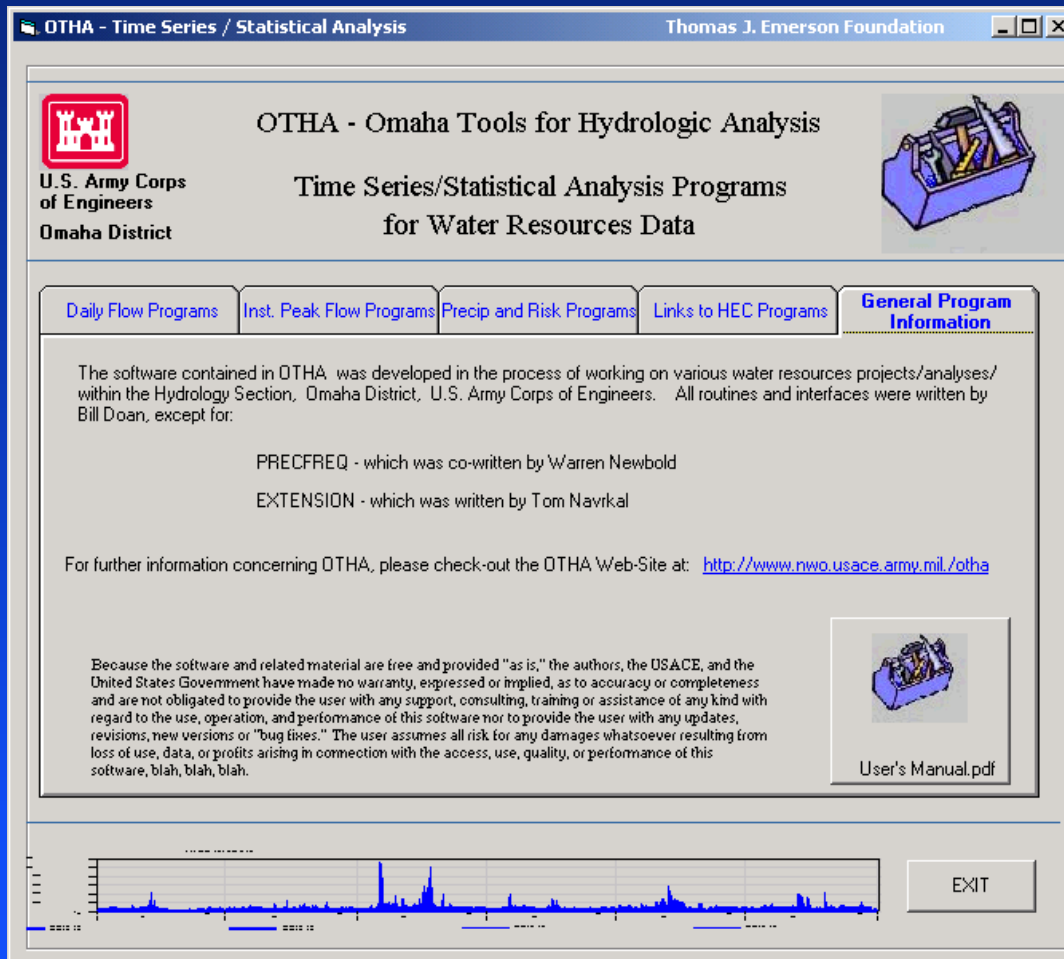 OTHA - Time Series / Statistical Analysis Thomas J. Emerson Foundation
U.S. Army Corps
of Engineers
Omaha District
OTHA - Omaha Tools for Hydrologic Analysis
Time Series/Statistical Analysis Programs
for Water Resources Data
Daily Flow Programs
Inst. Peak Flow Programs
Precip and Risk Programs
Links to HEC Programs
General Program
Information
The software contained in OTHA was developed in the process of working on various water resources projects/analyses/
within the Hydrology Section, Omaha District, U.S. Army Corps of Engineers. All routines and interfaces were written by
Bill Doan, except for:
PRECFREQ - which was co-written by Warren Newbold
EXTENSION - which was written by Tom Navrkal
For further information concerning OTHA, please check-out the OTHA Web-Site at: http://www.nwo.usace.army.mil./otha
Because the software and related material are free and provided "as is," the authors, the USACE, and the
United States Government have made no warranty, expressed or implied, as to accuracy or completeness
and are not obligated to provide the user with any support, consulting, training or assistance of any kind with
regard to the use, operation, and performance of this software nor to provide the user with any updates,
revisions, new versions or "bug fixes." The user assumes all risk for any damages whatsoever resulting from
loss of use, data, or profits arising in connection with the access, use, quality, or performance of this
software, blah, blah, blah.
User's Manual.pdf
EXIT